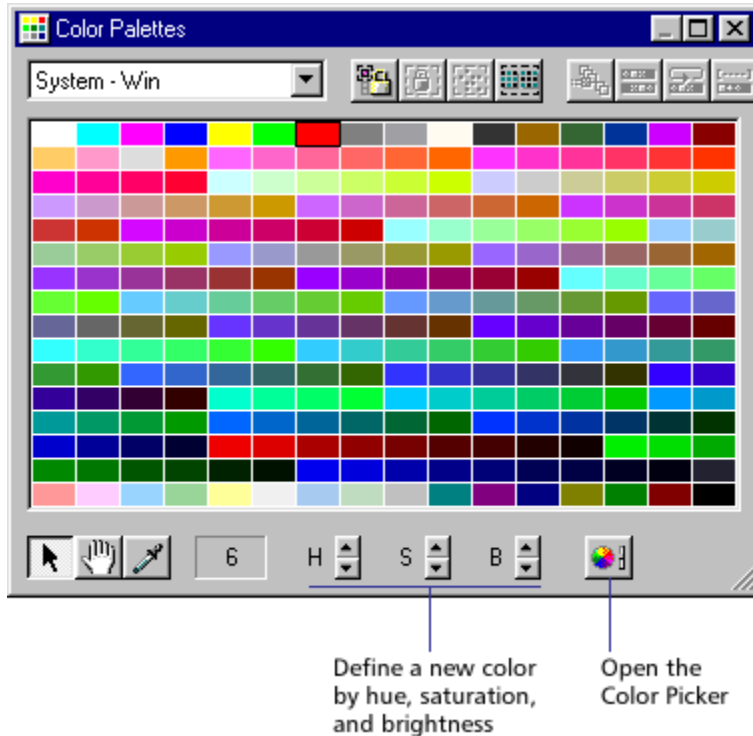 Color Palettes
System - Win
6 H S B
Define a new color
by hue, saturation,
and brightness
Open the
Color Picker